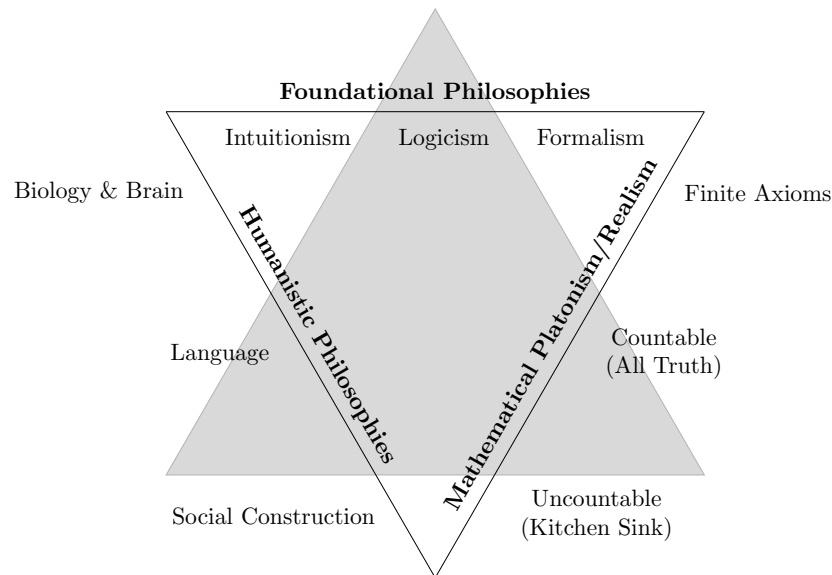 Foundational Philosophies
Intuitionism
Logicism
Formalism
Biology & Brain
Finite Axioms
Humanistic Philosophies
Mathematical Platonism/Realism
Language
Countable
(All Truth)
Social Construction
Uncountable
(Kitchen Sink)